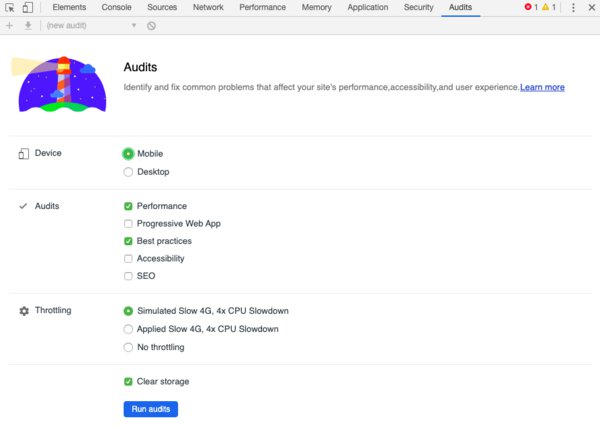 Elements Console Sources Network Performance Memory Application Security Audits 1 1
(new audit)
Audits
Identify and fix common problems that affect your site's performance,accessibility,and user experience.Learn more
Device
Mobile
Desktop
Audits
Performance
Progressive Web App
Best practices
Accessibility
SEO
Throttling
Simulated Slow 4G, 4x CPU Slowdown
Applied Slow 4G, 4x CPU Slowdown
No throttling
Clear storage
Run audits